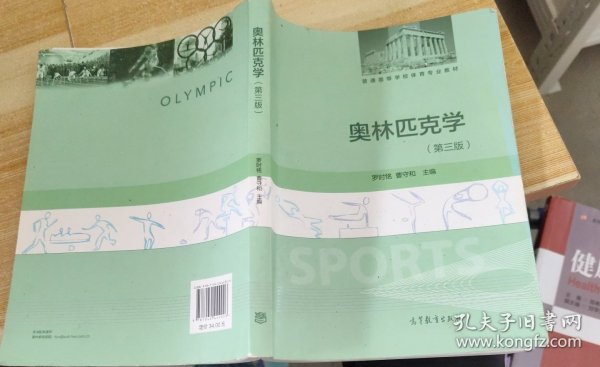 OLYMPIC
定价 34.00元
奥林匹克学(第三版)
罗时铭 曹守和 主编
普通高等学校体育专业教材
奥林匹克学
(第三版)
罗时铭 曹守和 主编
SPORTS
高等教育出版社
健
Health
孔夫子旧书网
www.kongfz.com